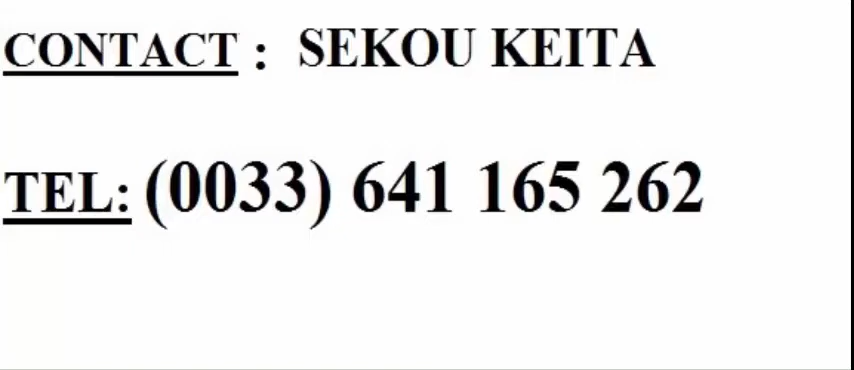 CONTACT : SEKOU KEITA
TEL: (0033) 641 165 262